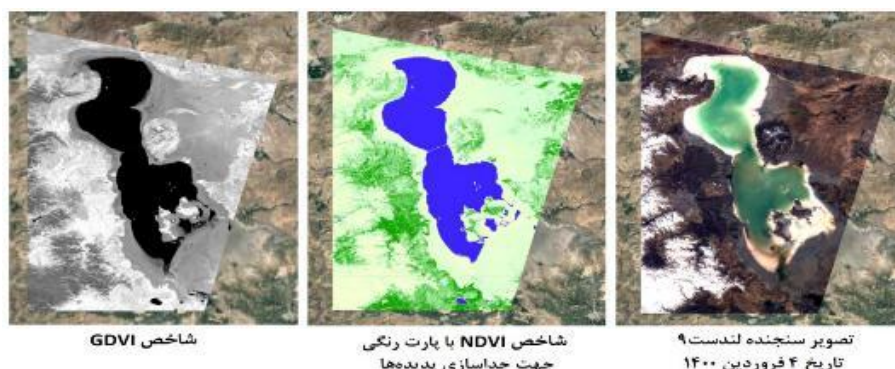 تصویر سنجنده لندست۹
تاریخ ۴ فروردین ۱۴۰۰
شاخص NDVI با پارت رنگی
جهت جداسازی پدیده‌ها
شاخص GDVI